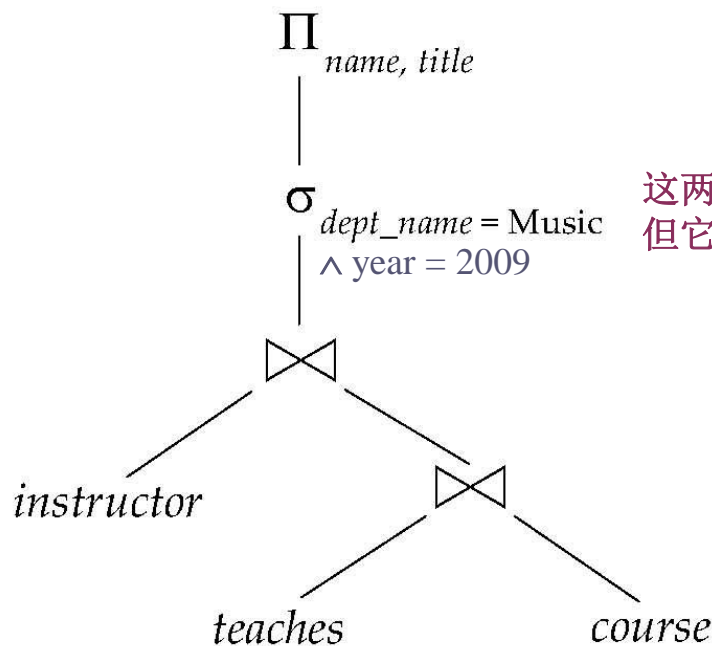 Π name, title
σ dept_name = Music
∧ year = 2009
这两
但它
⋈
instructor
⋈
teaches
course